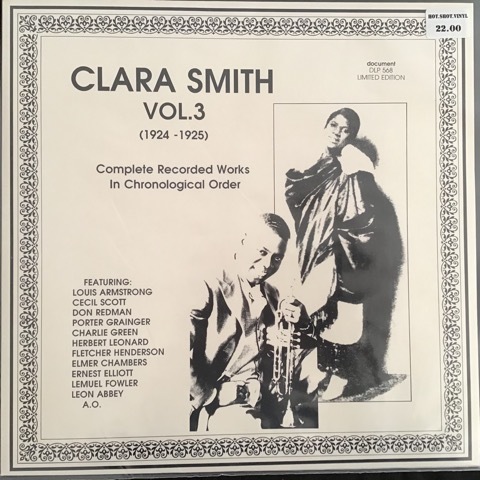 HOT.SHOT.VINYL
22.00
document
DLP 568
LIMITED EDITION
CLARA SMITH
VOL.3
(1924 -1925)
Complete Recorded Works
In Chronological Order
FEATURING:
LOUIS ARMSTRONG
CECIL SCOTT
DON REDMAN
PORTER GRAINGER
CHARLIE GREEN
HERBERT LEONARD
FLETCHER HENDERSON
ELMER CHAMBERS
ERNEST ELLIOTT
LEMUEL FOWLER
LEON ABBEY
A.O.